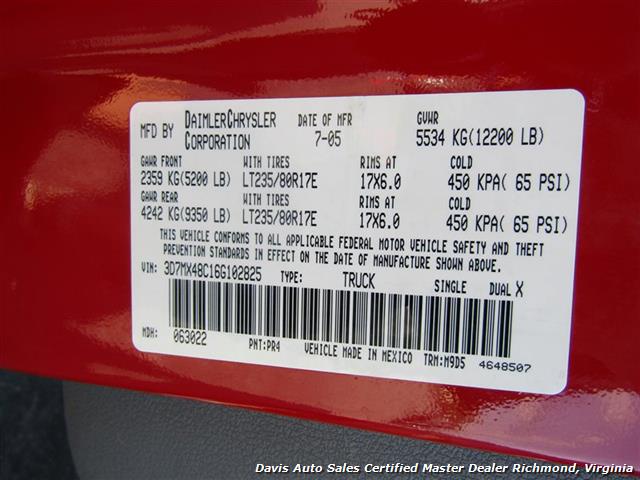 MFD BY DAIMLERCHRYSLER CORPORATION DATE OF MFR 7-05 GVWR 5534 KG(12200 LB)
GAWR FRONT WITH TIRES RIMS AT COLD
2359 KG(5200 LB) LT235/80R17E 17X6.0 450 KPA( 65 PSI)
GAWR REAR WITH TIRES RIMS AT COLD
4242 KG(9350 LB) LT235/80R17E 17X6.0 450 KPA( 65 PSI)
THIS VEHICLE CONFORMS TO ALL APPLICABLE FEDERAL MOTOR VEHICLE SAFETY AND THEFT
PREVENTION STANDARDS IN EFFECT ON THE DATE OF MANUFACTURE SHOWN ABOVE.
VIN: 3D7MX48C16G102825 TYPE: TRUCK SINGLE DUAL X
MDH: 063022 PNT:PR4 VEHICLE MADE IN MEXICO TRM:M9D5 4648507
Davis Auto Sales Certified Master Dealer Richmond, Virginia